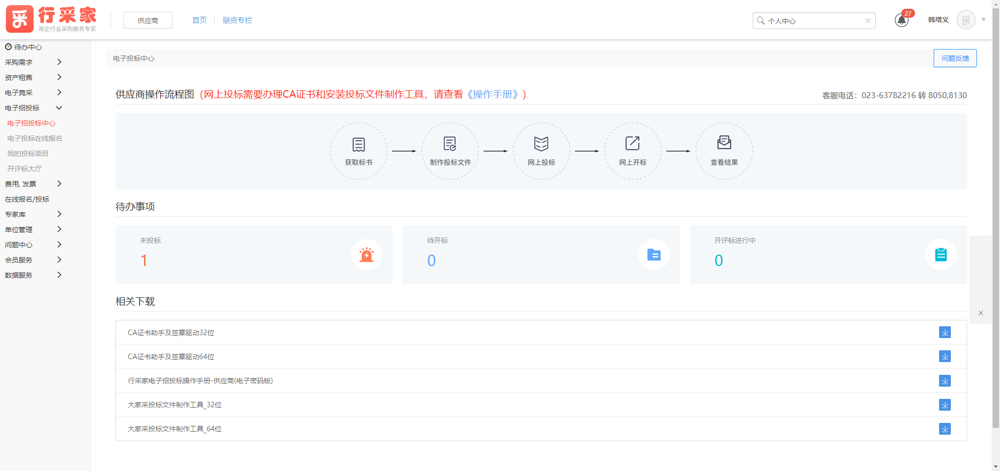 采 行采家
政企行业采购服务专家
供应商
首页
融资专栏
个人中心
27
韩增义
采
待办中心
采购需求
资产租售
电子竞采
电子招投标
电子招投标中心
电子投标在线报名
我的投标项目
开评标大厅
费用, 发票
在线报名/投标
专家库
单位管理
问题中心
会员服务
数据服务
电子投标中心
问题反馈
供应商操作流程图（网上投标需要办理CA证书和安装投标文件制作工具，请查看《操作手册》）
客服电话：023-63782216 转 8050,8130
获取标书
制作投标文件
网上投标
网上开标
查看结果
待办事项
未投标
1
待开标
0
开评标进行中
0
相关下载
X
CA证书助手及签章驱动32位
CA证书助手及签章驱动64位
行采家电子招投标操作手册-供应商(电子密码版)
大家采投标文件制作工具_32位
大家采投标文件制作工具_64位